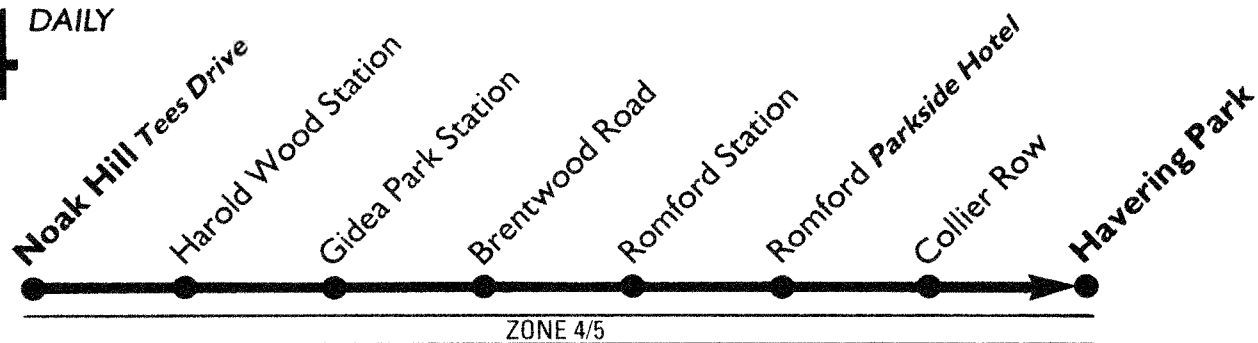 DAILY
Noak Hill Tees Drive
Harold Wood Station
Gidea Park Station
Brentwood Road
Romford Station
Romford Parkside Hotel
Collier Row
Havering Park
ZONE 4/5